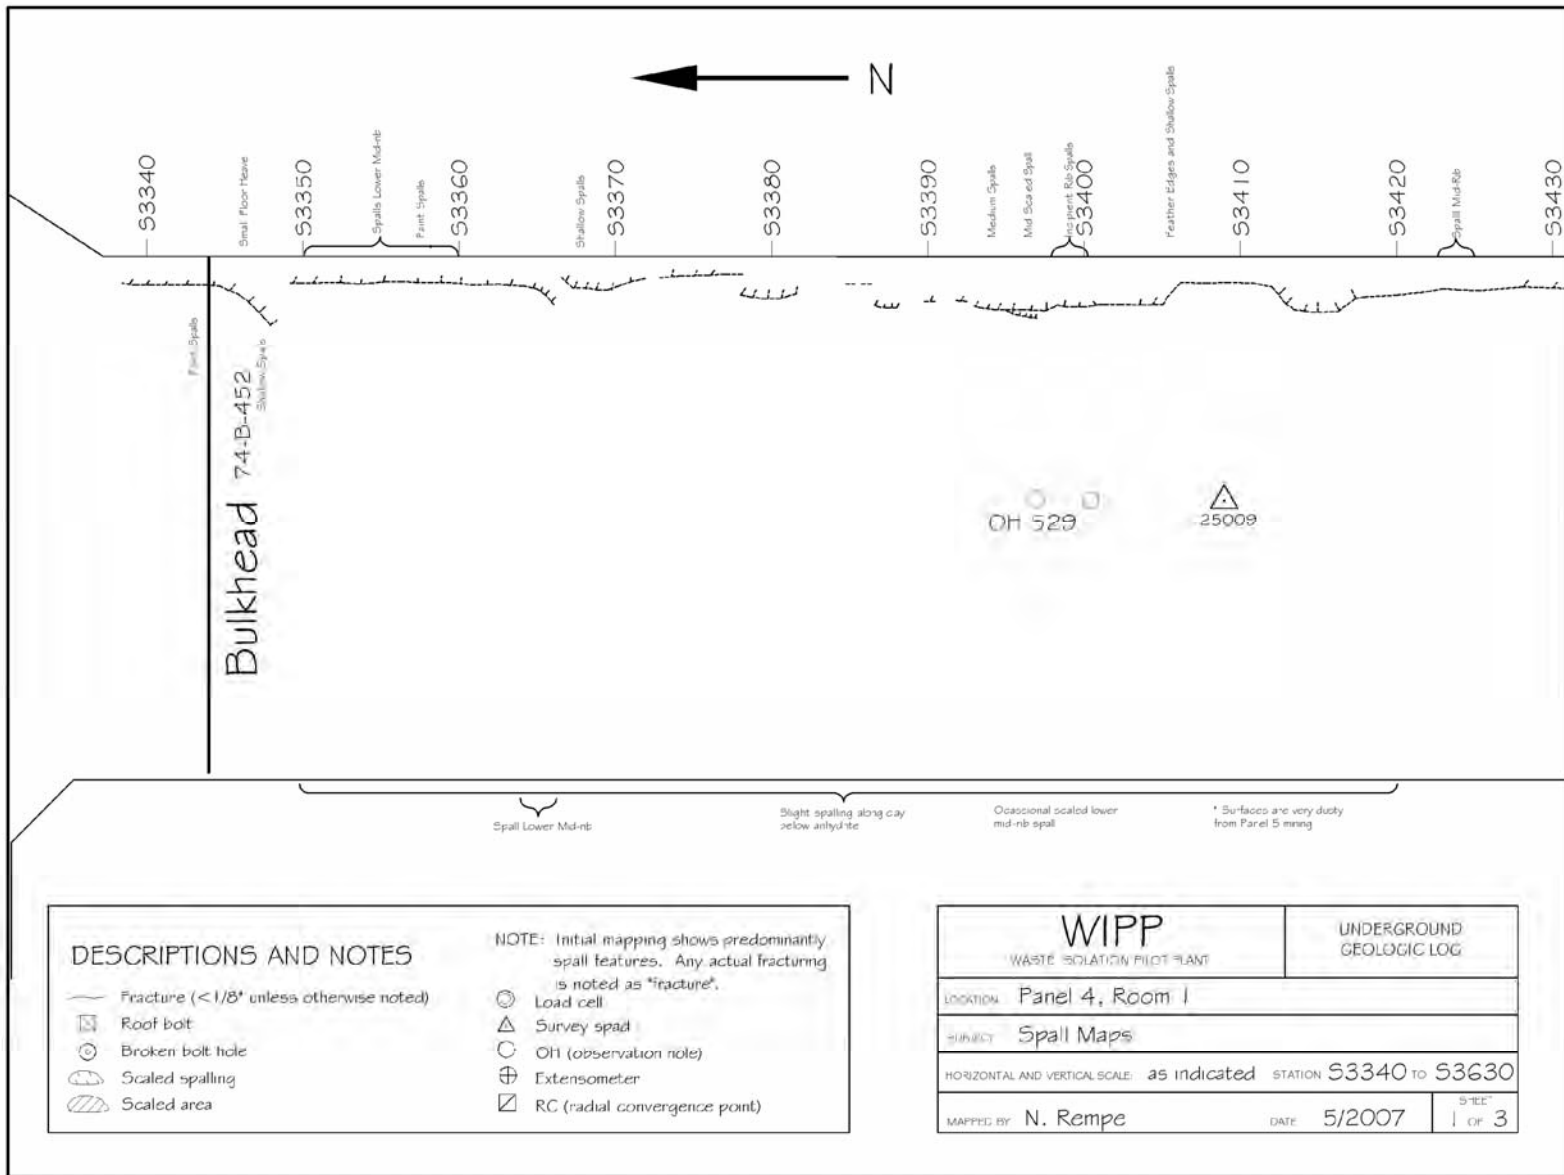 N
S3340
Small Floor Heave
S3350
Spalls Lower Mid-rib
Faint Spalls
S3360
Shallow Spalls
S3370
S3380
S3390
Medium Spalls
Mid Scaled Spall
Incipient Rib Spalls
S3400
Feather Edges and Shallow Spalls
S3410
S3420
Spall Mid-Rib
S3430
Faint Spalls
Bulkhead 74-B-452
Shallow Spalls
OH 529
25009
Spall Lower Mid-rib
Slight spalling along clay
below anhydrite
Ocassional scaled lower
mid-rib spall
* Surfaces are very dusty
from Panel 5 mining
DESCRIPTIONS AND NOTES
Fracture (<1/8" unless otherwise noted)
Roof bolt
Broken bolt hole
Scaled spalling
Scaled area
NOTE: Initial mapping shows predominantly
spall features. Any actual fracturing
is noted as "fracture".
Load cell
Survey spad
OH (observation hole)
Extensometer
RC (radial convergence point)
WIPP
WASTE ISOLATION PILOT PLANT
UNDERGROUND
GEOLOGIC LOG
LOCATION Panel 4, Room 1
SUBJECT Spall Maps
HORIZONTAL AND VERTICAL SCALE: as indicated STATION S3340 TO S3630
MAPPED BY N. Rempe DATE 5/2007
SHEET
1 OF 3